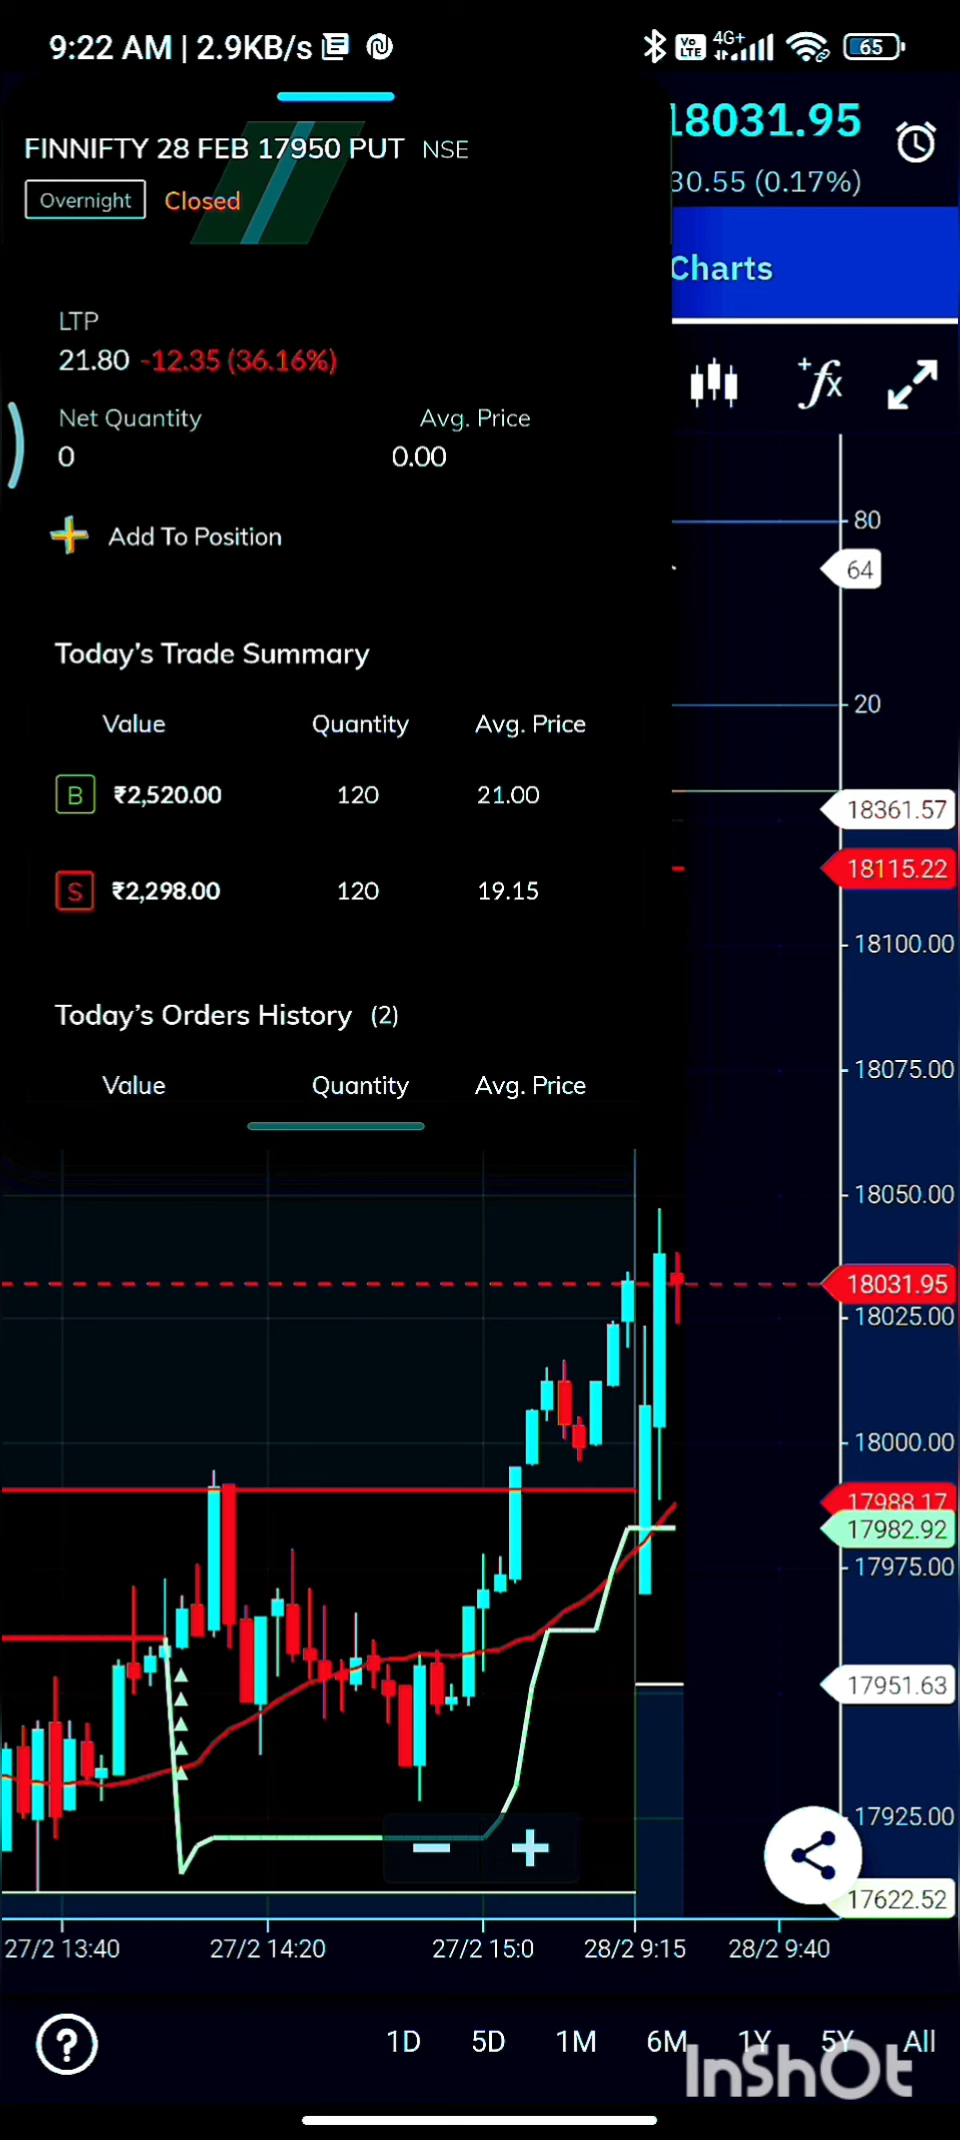 9:22 AM | 2.9KB/s
Vo LTE 4G+ 65
FINNIFTY 28 FEB 17950 PUT NSE
Overnight Closed
18031.95
30.55 (0.17%)
Charts
LTP
21.80 -12.35 (36.16%)
Net Quantity Avg. Price
0 0.00
+fx
Add To Position
80
64
20
Today's Trade Summary
Value Quantity Avg. Price
B ₹2,520.00 120 21.00
S ₹2,298.00 120 19.15
18361.57
18115.22
18100.00
Today's Orders History (2)
Value Quantity Avg. Price
18075.00
18050.00
18031.95
18025.00
18000.00
17988.17
17982.92
17975.00
17951.63
17925.00
17622.52
27/2 13:40 27/2 14:20 27/2 15:0 28/2 9:15 28/2 9:40
? 1D 5D 1M 6M 1Y 5Y All
InShOt